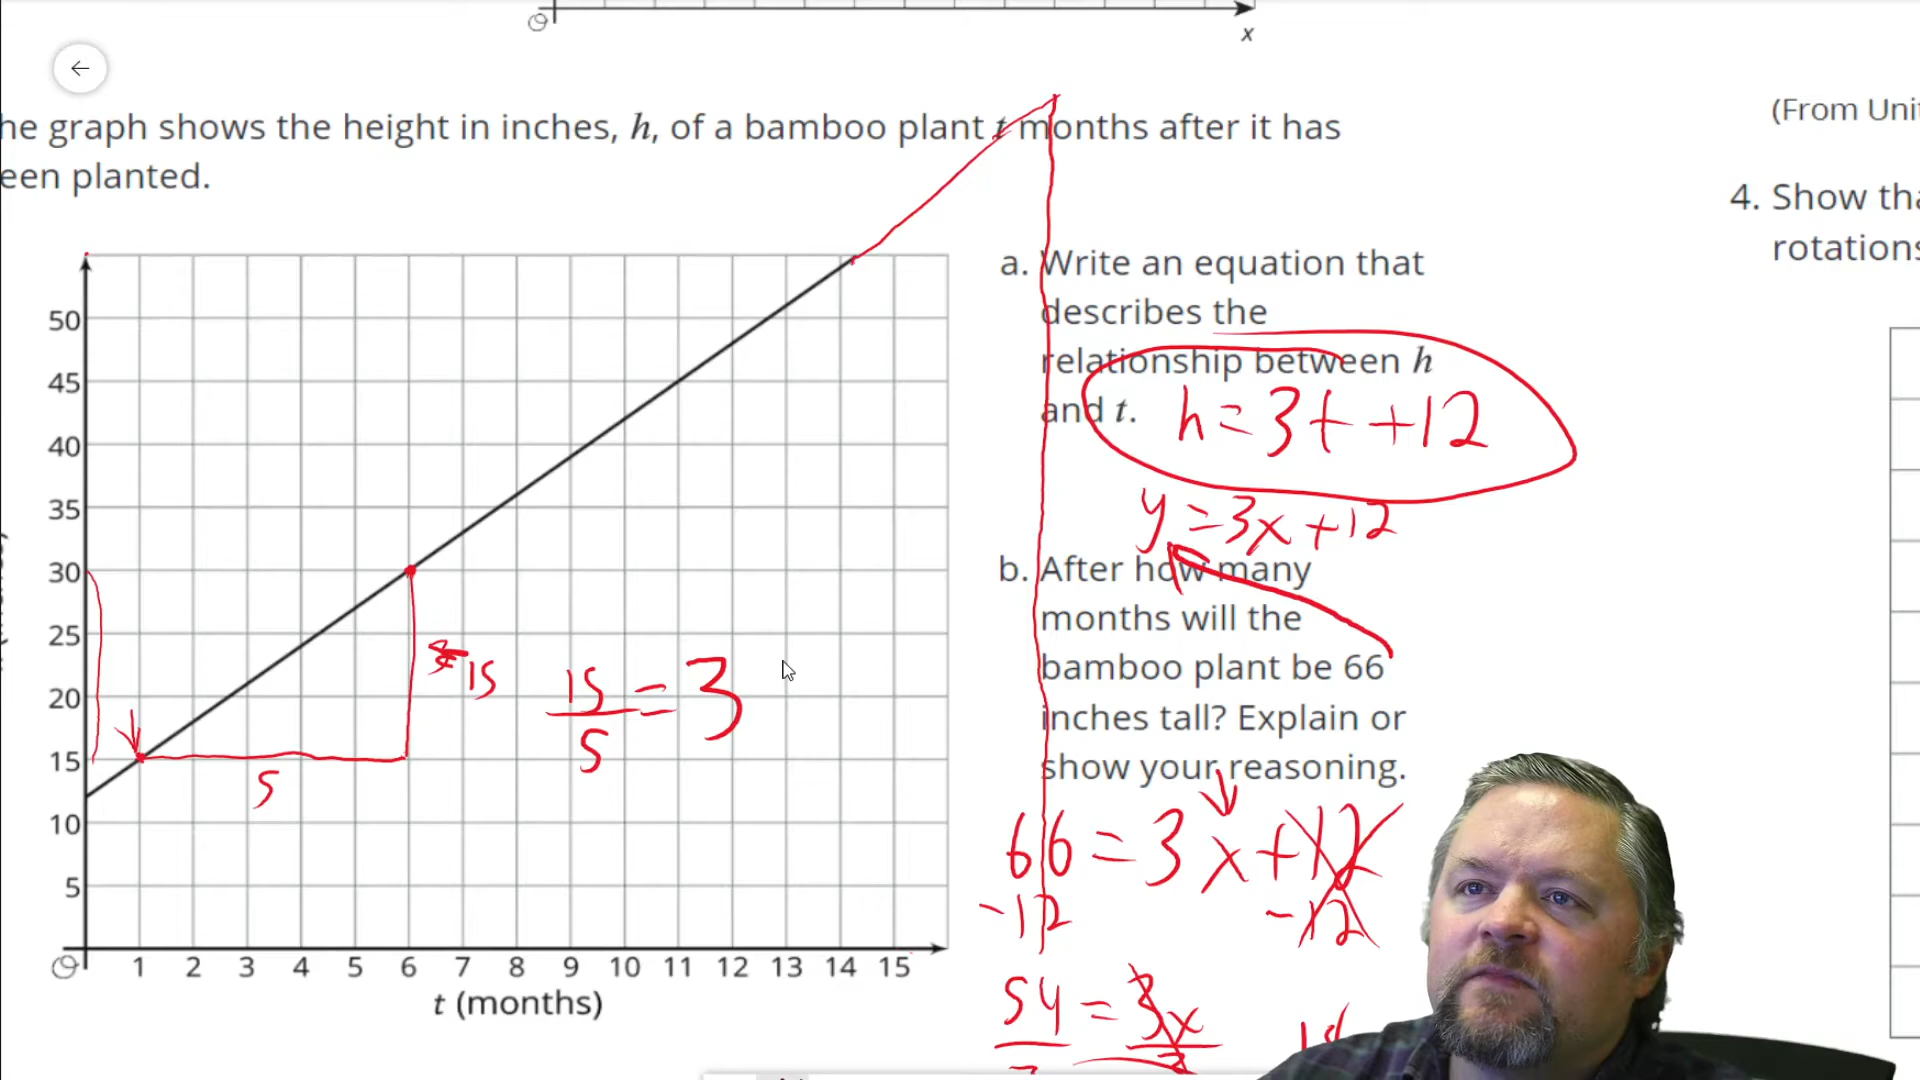 x
he graph shows the height in inches, h, of a bamboo plant t months after it has
een planted.
50
45
40
35
30
25
20
15
10
5
O
1 2 3 4 5 6 7 8 9 10 11 12 13 14 15
t (months)
5
15
15
5
= 3
a. Write an equation that
describes the
relationship between h
and t.
h = 3t + 12
y = 3x + 12
b. After how many
months will the
bamboo plant be 66
inches tall? Explain or
show your reasoning.
66 = 3x + 12
-12 -12
54 = 3x
3
(From Uni
4. Show tha
rotations